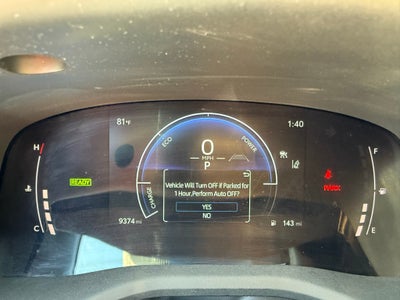 81°F
1:40
0
MPH
P
ECO
POWER
CHARGE
H
C
READY
PARK
F
E
Vehicle Will Turn OFF if Parked for
1 Hour.Perform Auto OFF?
YES
NO
9374 mi
143 mi